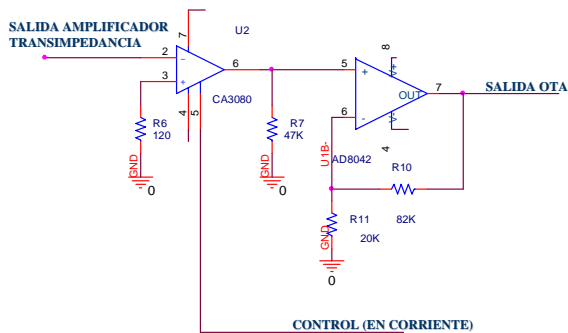 SALIDA AMPLIFICADOR
TRANSIMPEDANCIA
U2
7
2
-
3
+
6
4
5
CA3080
R6
120
GND
0
R7
47K
GND
0
5
+
6
-
8
V+
OUT
V-
4
7
AD8042
SALIDA OTA
U1B-
R10
82K
R11
20K
GND
0
CONTROL (EN CORRIENTE)